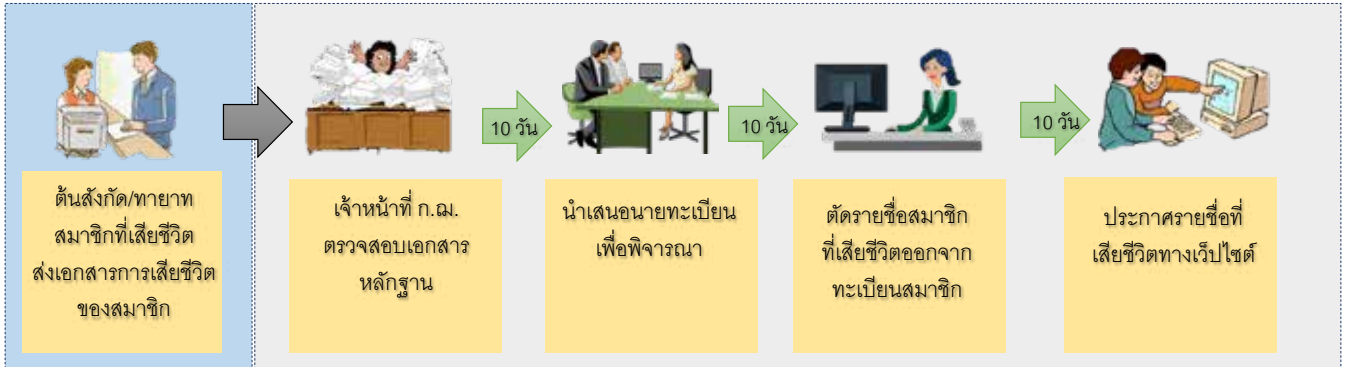 ต้นสังกัด/ทายาท
สมาชิกที่เสียชีวิต
ส่งเอกสารการเสียชีวิต
ของสมาชิก
เจ้าหน้าที่ ก.ฌ.
ตรวจสอบเอกสาร
หลักฐาน
10 วัน
นำเสนอนายทะเบียน
เพื่อพิจารณา
10 วัน
ตัดรายชื่อสมาชิก
ที่เสียชีวิตออกจาก
ทะเบียนสมาชิก
10 วัน
ประกาศรายชื่อที่
เสียชีวิตทางเว็ปไซต์